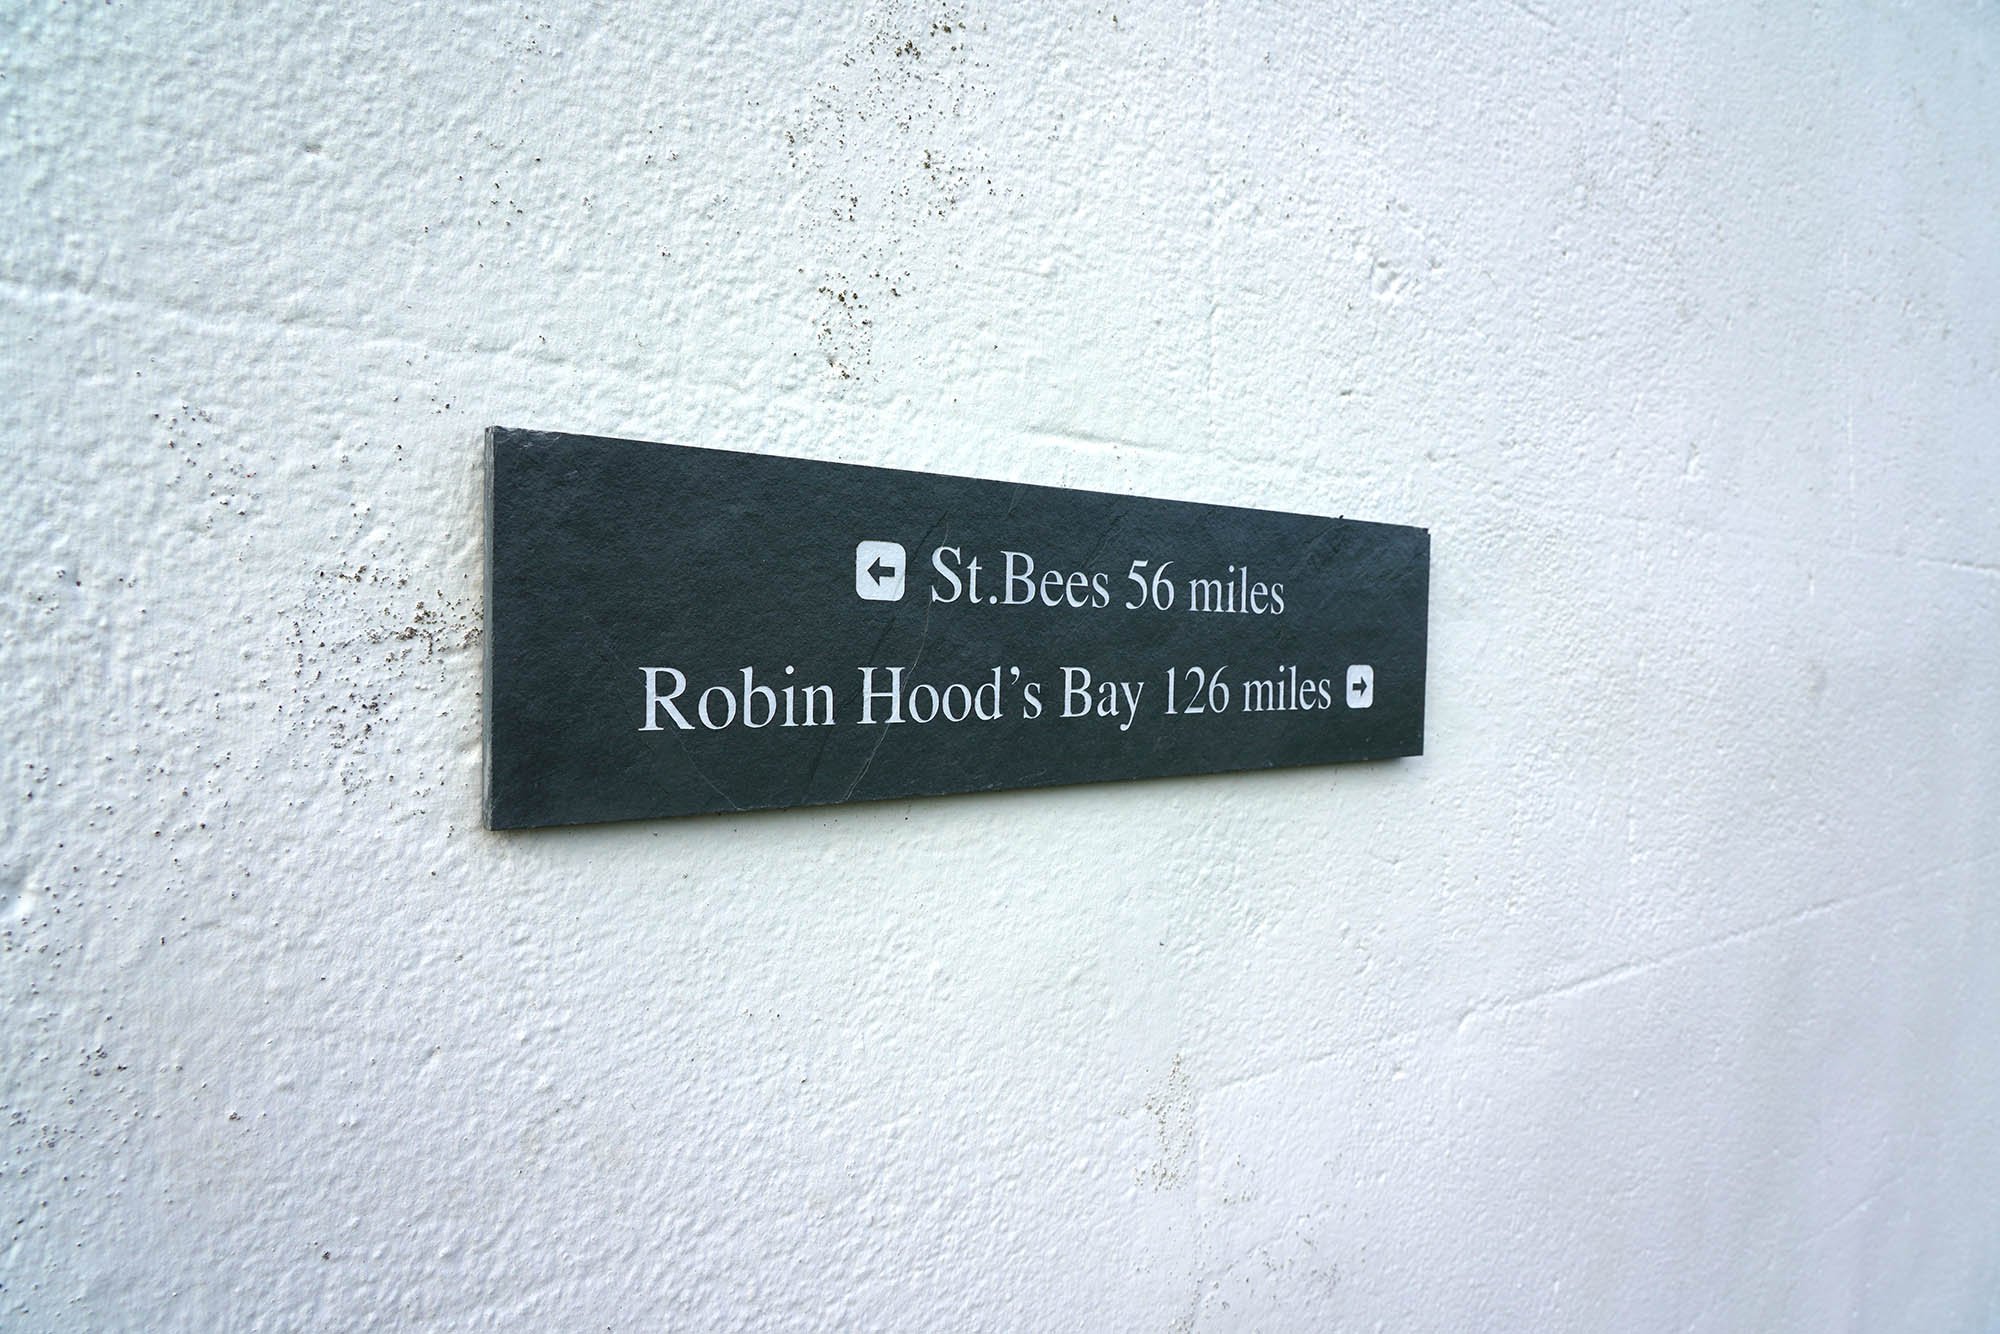 ← St.Bees 56 miles
Robin Hood’s Bay 126 miles →